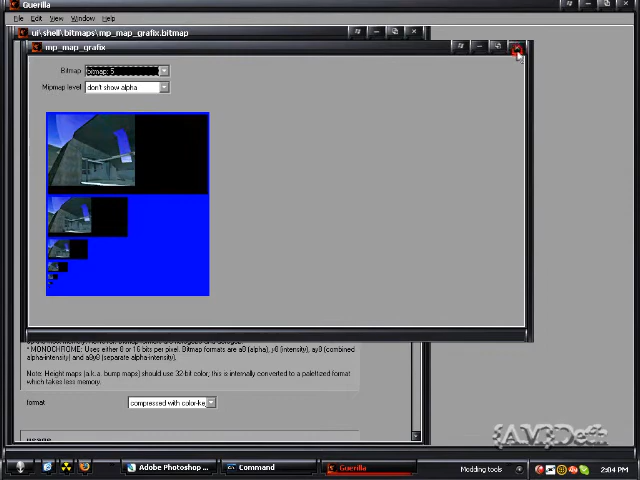 Guerilla
File Edit View Window Help
ui\shell\bitmaps\mp_map_grafix.bitmap
mp_map_grafix
Bitmap bitmap: 5
Mipmap level don't show alpha
* MONOCHROME: Uses either 8 or 16 bits per pixel. Bitmap formats are a8 (alpha), y8 (intensity), ay8 (combined
alpha-intensity) and a8y8 (separate alpha-intensity).
Note: Height maps (a.k.a. bump maps) should use 32-bit color; this is internally converted to a palettized format
which takes less memory.
format compressed with color-ke
Adobe Photoshop ... Command Guerilla Modding tools 2:04 PM